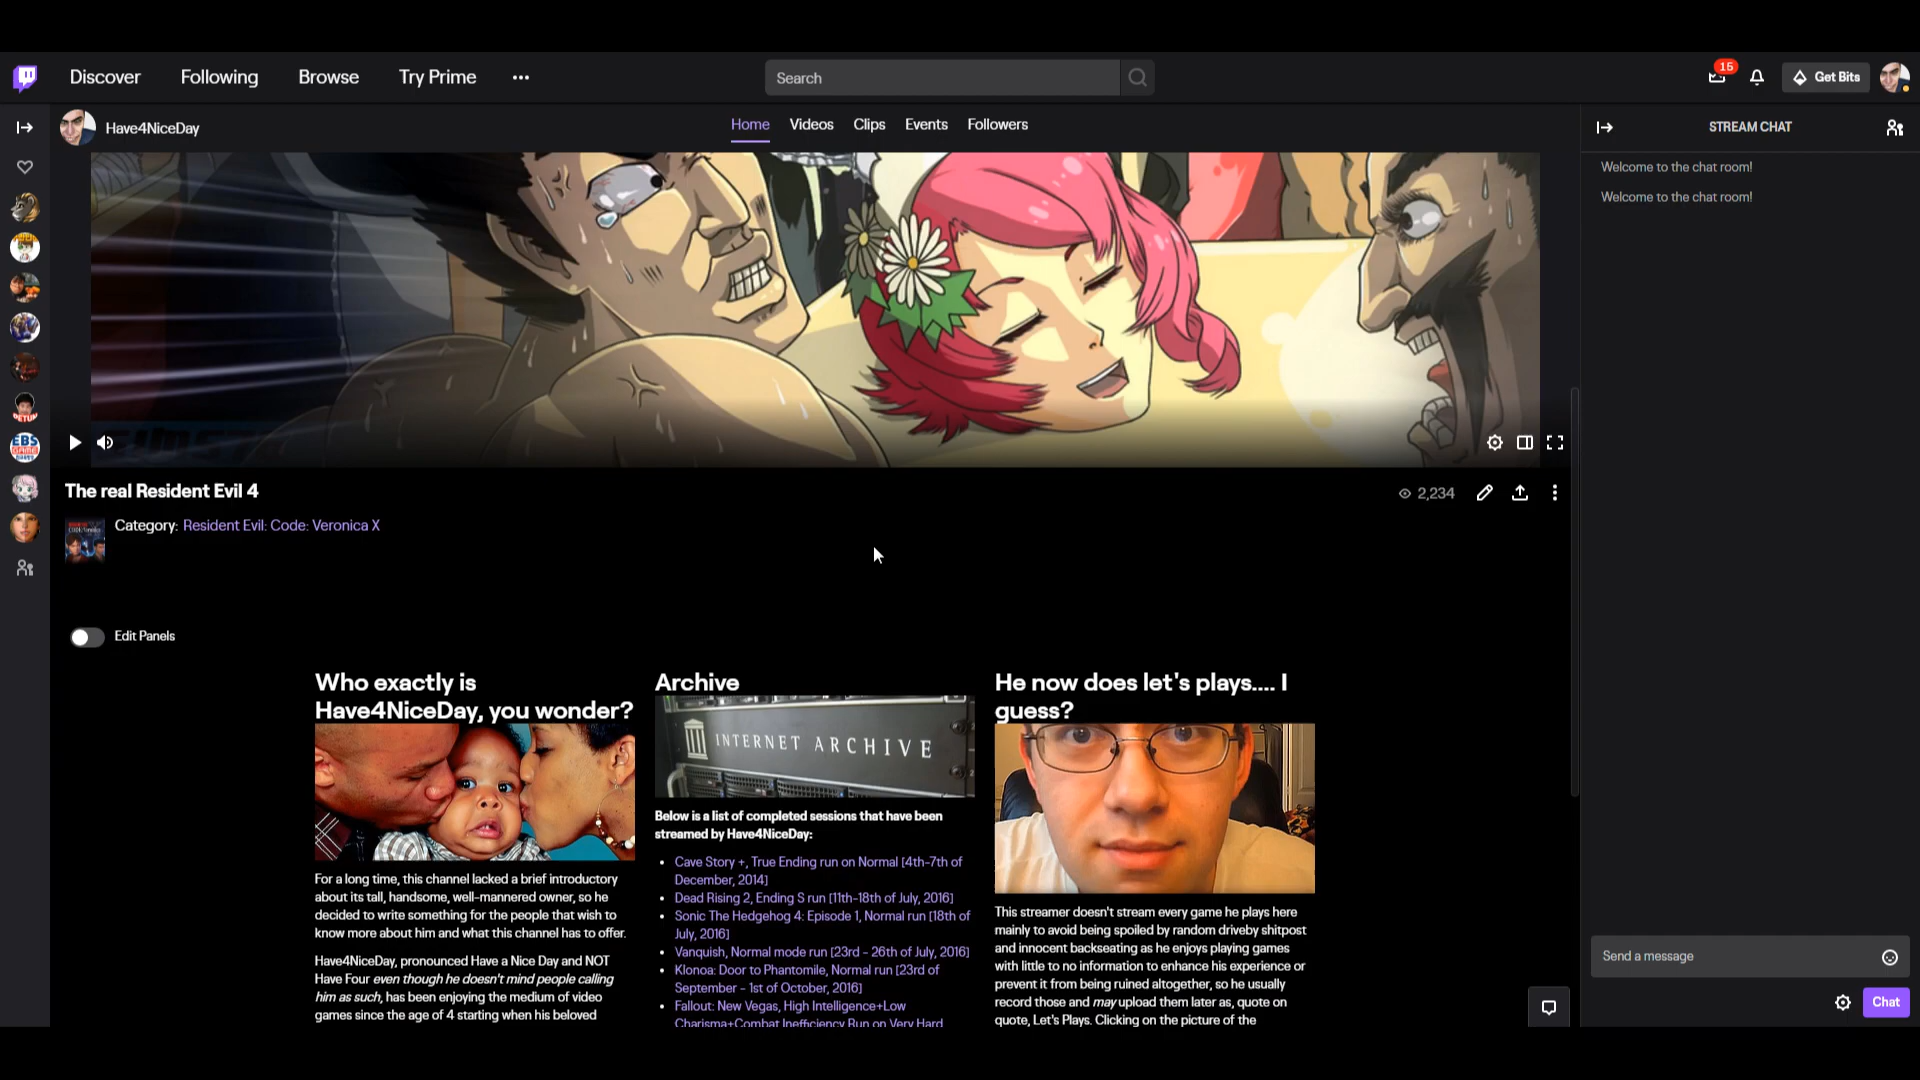 Discover
Following
Browse
Try Prime
Search
15
Get Bits
Have4NiceDay
Home
Videos
Clips
Events
Followers
STREAM CHAT
Welcome to the chat room!
Welcome to the chat room!
EBS
The real Resident Evil 4
2,234
Category: Resident Evil: Code: Veronica X
Edit Panels
Who exactly is
Have4NiceDay, you wonder?
For a long time, this channel lacked a brief introductory
about its tall, handsome, well-mannered owner, so he
decided to write something for the people that wish to
know more about him and what this channel has to offer.
Have4NiceDay, pronounced Have a Nice Day and NOT
Have Four even though he doesn't mind people calling
him as such, has been enjoying the medium of video
games since the age of 4 starting when his beloved
Archive
INTERNET ARCHIVE
Below is a list of completed sessions that have been
streamed by Have4NiceDay:
Cave Story +, True Ending run on Normal [4th-7th of
December, 2014]
Dead Rising 2, Ending S run [11th-18th of July, 2016]
Sonic The Hedgehog 4: Episode 1, Normal run [18th of
July, 2016]
Vanquish, Normal mode run [23rd - 26th of July, 2016]
Klonoa: Door to Phantomile, Normal run [23rd of
September - 1st of October, 2016]
Fallout: New Vegas, High Intelligence+Low
Charisma+Combat Inefficiency Run on Very Hard
He now does let's plays.... I
guess?
This streamer doesn't stream every game he plays here
mainly to avoid being spoiled by random driveby shitpost
and innocent backseating as he enjoys playing games
with little to no information to enhance his experience or
prevent it from being ruined altogether, so he usually
record those and may upload them later as, quote on
quote, Let's Plays. Clicking on the picture of the
Send a message
Chat